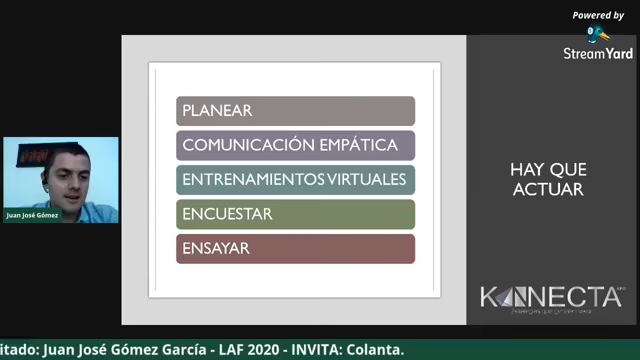 Powered by
StreamYard
PLANEAR
COMUNICACIÓN EMPÁTICA
ENTRENAMIENTOS VIRTUALES
ENCUESTAR
ENSAYAR
HAY QUE
ACTUAR
KANNECTA
Juan José Gómez
itado: Juan José Gómez García - LAF 2020 - INVITA: Colanta.